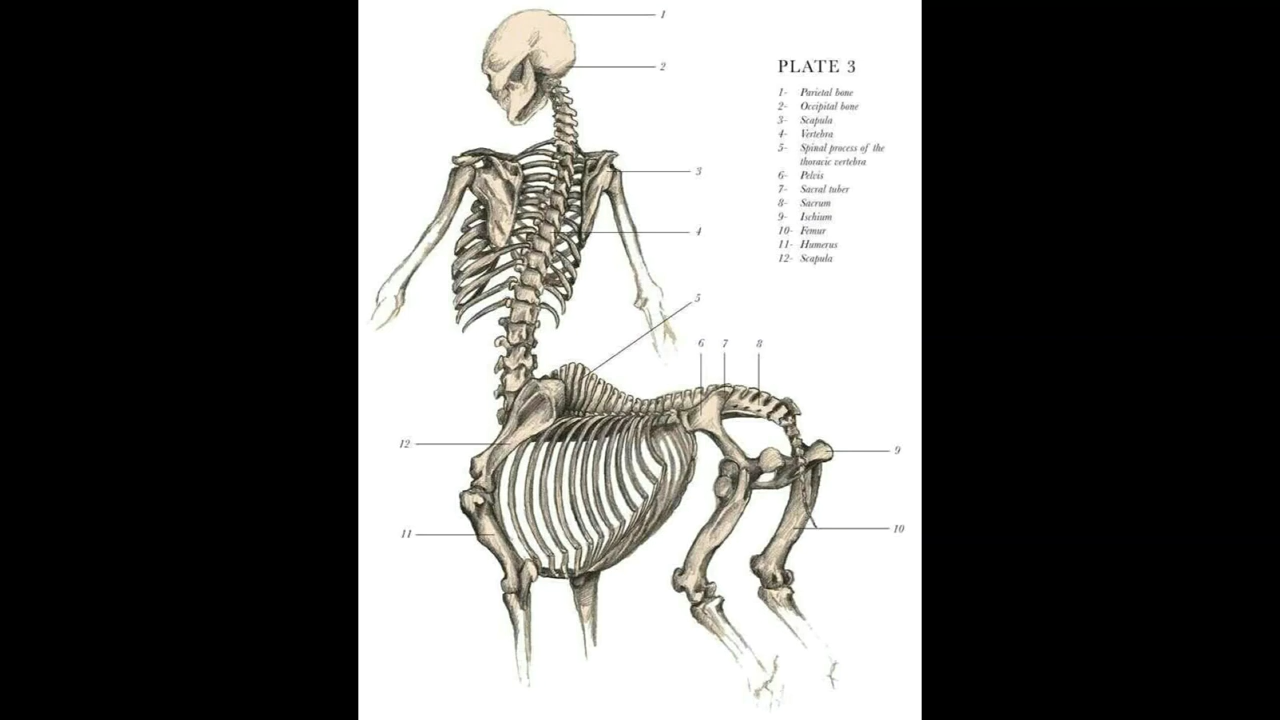 1
2
3
4
5
6 7 8
9
10
11
12
PLATE 3
1- Parietal bone
2- Occipital bone
3- Scapula
4- Vertebra
5- Spinal process of the
thoracic vertebra
6- Pelvis
7- Sacral tuber
8- Sacrum
9- Ischium
10- Femur
11- Humerus
12- Scapula